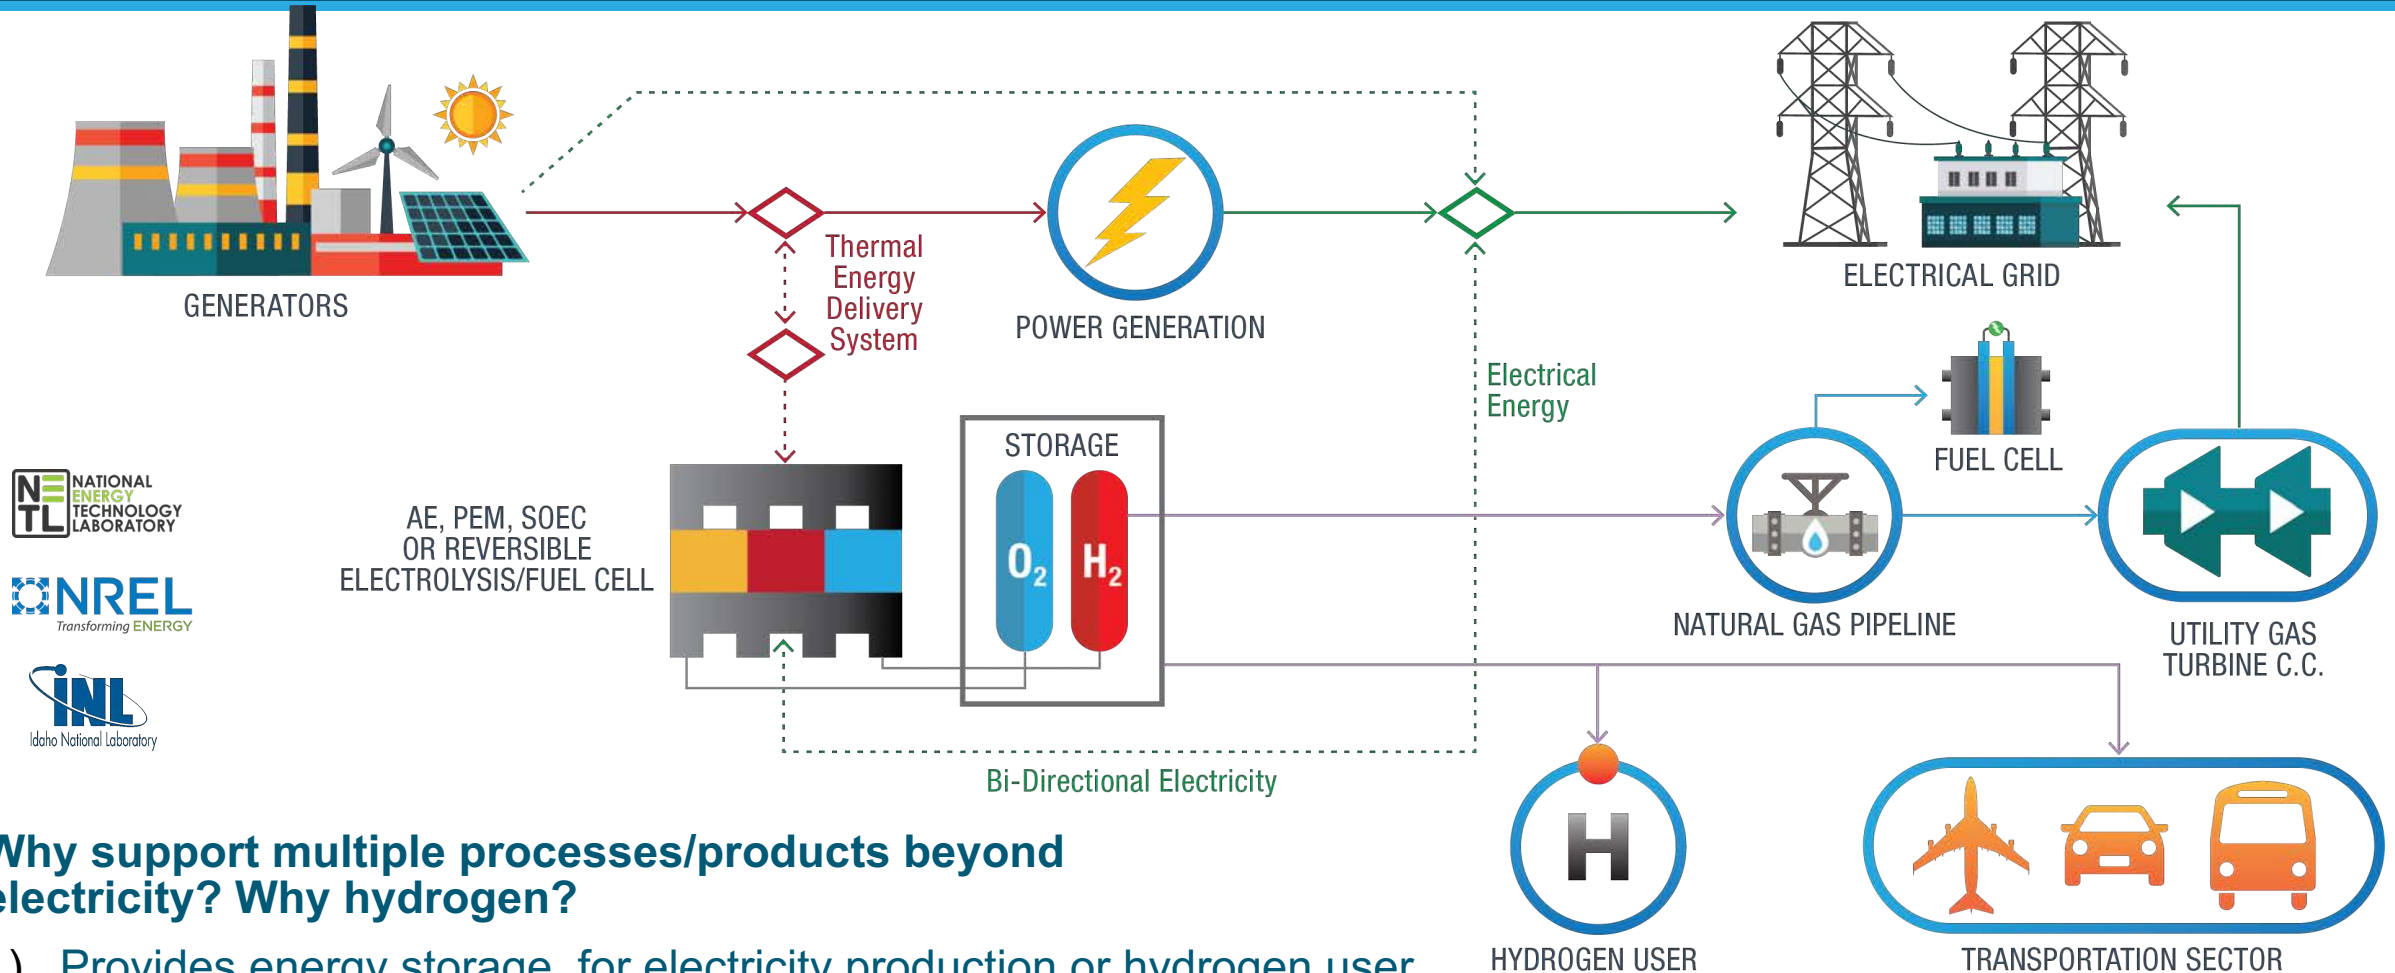 GENERATORS
Thermal
Energy
Delivery
System
POWER GENERATION
ELECTRICAL GRID
Electrical
Energy
FUEL CELL
STORAGE
O2
H2
AE, PEM, SOEC
OR REVERSIBLE
ELECTROLYSIS/FUEL CELL
NATURAL GAS PIPELINE
UTILITY GAS
TURBINE C.C.
NE
TL
NATIONAL
ENERGY
TECHNOLOGY
LABORATORY
NREL
Transforming ENERGY
INL
Idaho National Laboratory
Bi-Directional Electricity
H
HYDROGEN USER
TRANSPORTATION SECTOR
Why support multiple processes/products beyond
electricity? Why hydrogen?
) Provides energy storage, for electricity production or hydrogen user